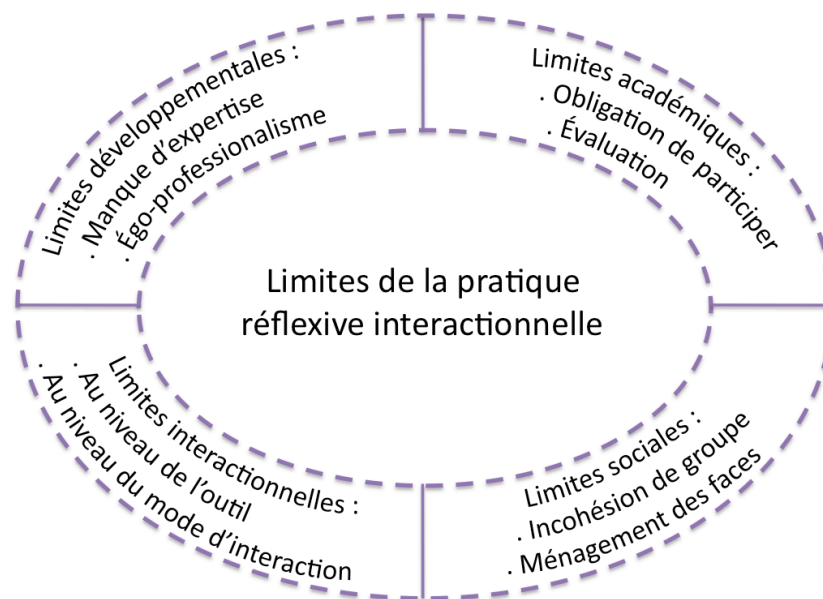 Limites développementales :
. Manque d'expertise
. Égo-professionalisme
Limites académiques :
. Obligation de participer
. Évaluation
Limites de la pratique
réflexive interactionnelle
Limites interactionnelles :
. Au niveau de l'outil
. Au niveau du mode d'interaction
Limites sociales :
. Incohésion de groupe
. Ménagement des faces